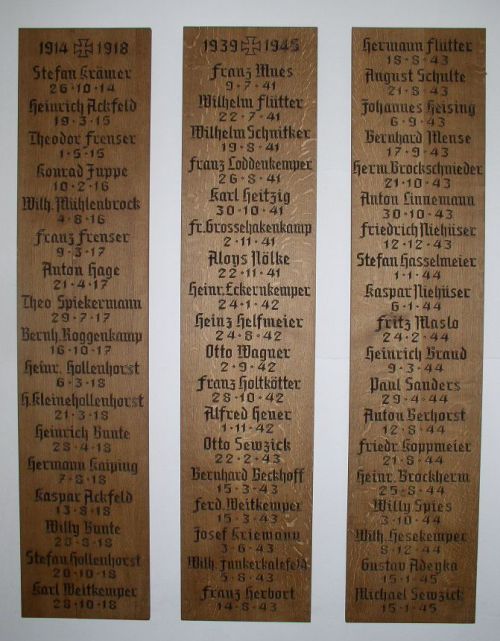 1914 ✠ 1918
Stefan Krämer
26·10·14
Heinrich Ackfeld
19·3·15
Theodor Frenser
1·5·15
Konrad Juppe
10·2·16
Wilh. Mühlenbrock
4·8·16
Franz Frenser
9·3·17
Anton Hage
21·4·17
Theo Spiekermann
29·7·17
Bernh. Roggenkamp
16·10·17
Heinr. Hollenhorst
6·3·18
H. Kleinehollenhorst
21·3·18
Heinrich Bunte
28·4·18
Hermann Kaiping
7·8·18
Kaspar Ackfeld
13·8·18
Willy Bunte
28·8·18
Stefan Hollenhorst
20·10·18
Karl Weitkemper
28·10·18
1939 ✠ 1945
Franz Mues
9·7·41
Wilhelm Flütter
22·7·41
Wilhelm Schnitker
19·8·41
Franz Loddenkemper
26·8·41
Karl Heitzig
30·10·41
Fr. Grossehakenkamp
2·11·41
Aloys Nölke
22·11·41
Heinr. Eckernkemper
24·1·42
Heinz Helfmeier
24·8·42
Otto Wagner
2·9·42
Franz Holtkötter
28·10·42
Alfred Hener
1·11·42
Otto Sewzick
22·2·43
Bernhard Beckhoff
15·3·43
Ferd. Weitkemper
15·3·43
Josef Kriemann
3·6·43
Wilh. Junkerkalefeld
5·8·43
Franz Herbort
14·8·43
Hermann Flütter
18·8·43
August Schulte
21·8·43
Johannes Heising
6·9·43
Bernhard Mense
17·9·43
Herm. Brockschnieder
21·10·43
Anton Linnemann
30·10·43
Friedrich Niehüser
12·12·43
Stefan Hasselmeier
1·1·44
Kaspar Niehüser
6·1·44
Fritz Maslo
24·2·44
Heinrich Brand
9·3·44
Paul Sanders
29·4·44
Anton Berhorst
12·8·44
Friedr. Koppmeier
21·8·44
Heinr. Brockherm
25·8·44
Willy Spies
3·10·44
Wilh. Hesekemper
8·12·44
Gustav Adeyka
15·1·45
Michael Sewzick
15·1·45